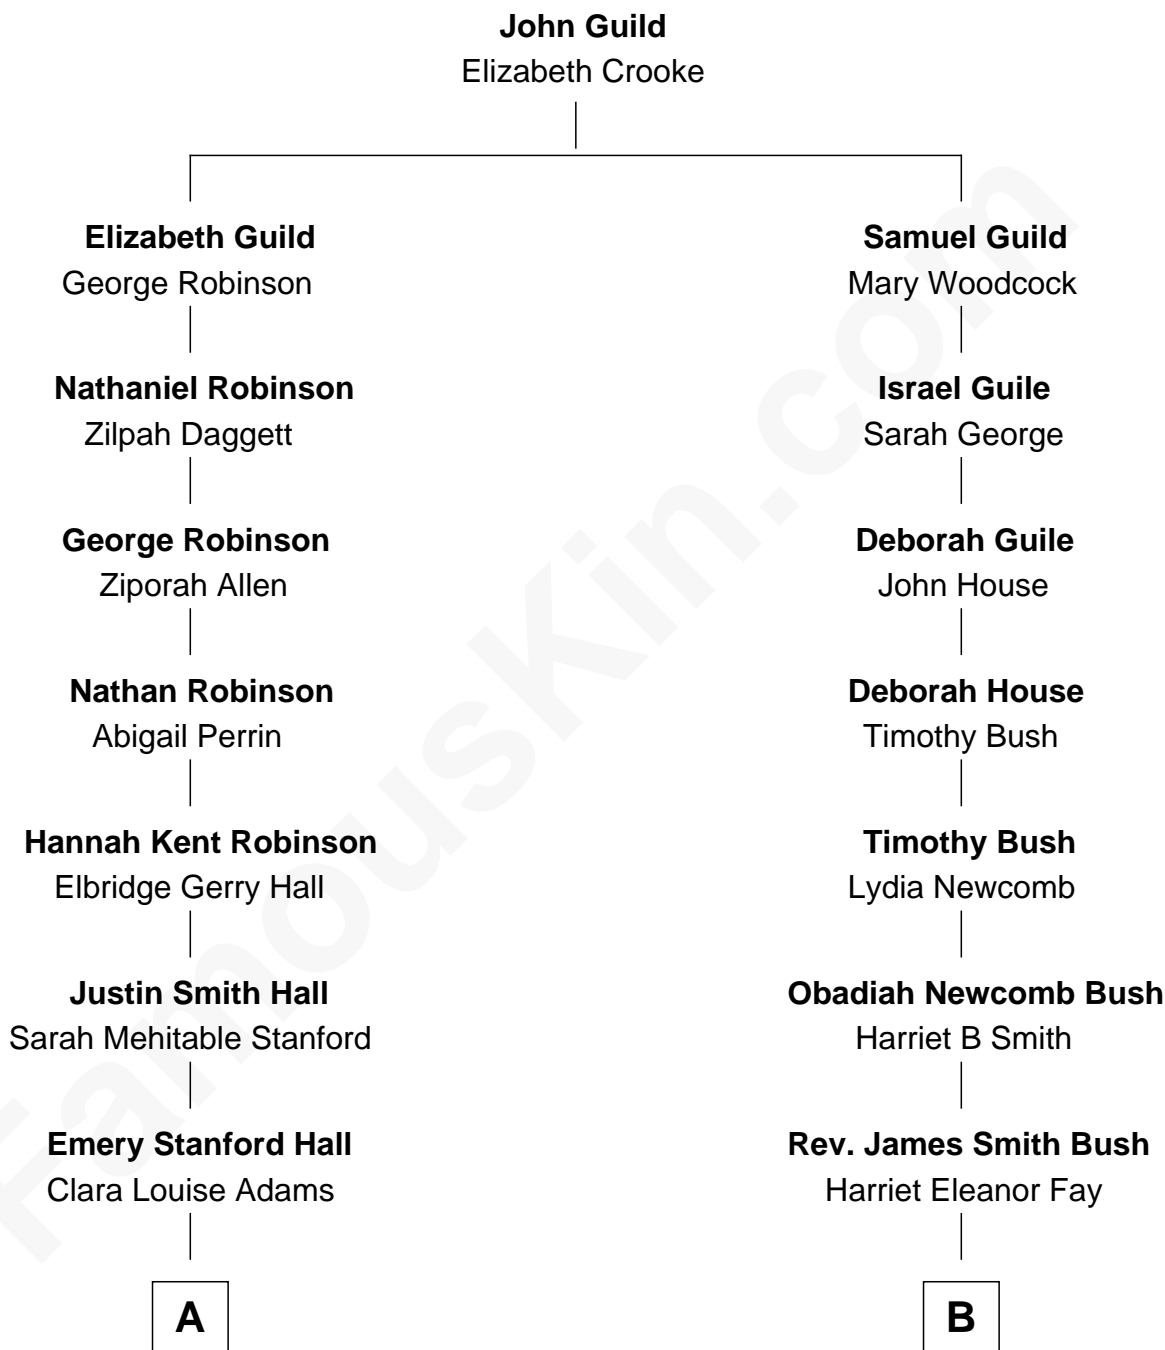 John Guild
Elizabeth Crooke
Elizabeth Guild
George Robinson
Samuel Guild
Mary Woodcock
Nathaniel Robinson
Zilpah Daggett
Israel Guile
Sarah George
George Robinson
Ziporah Allen
Deborah Guile
John House
Nathan Robinson
Abigail Perrin
Deborah House
Timothy Bush
Hannah Kent Robinson
Elbridge Gerry Hall
Timothy Bush
Lydia Newcomb
Justin Smith Hall
Sarah Mehitable Stanford
Obadiah Newcomb Bush
Harriet B Smith
Emery Stanford Hall
Clara Louise Adams
Rev. James Smith Bush
Harriet Eleanor Fay
A
B
FamousKin.com